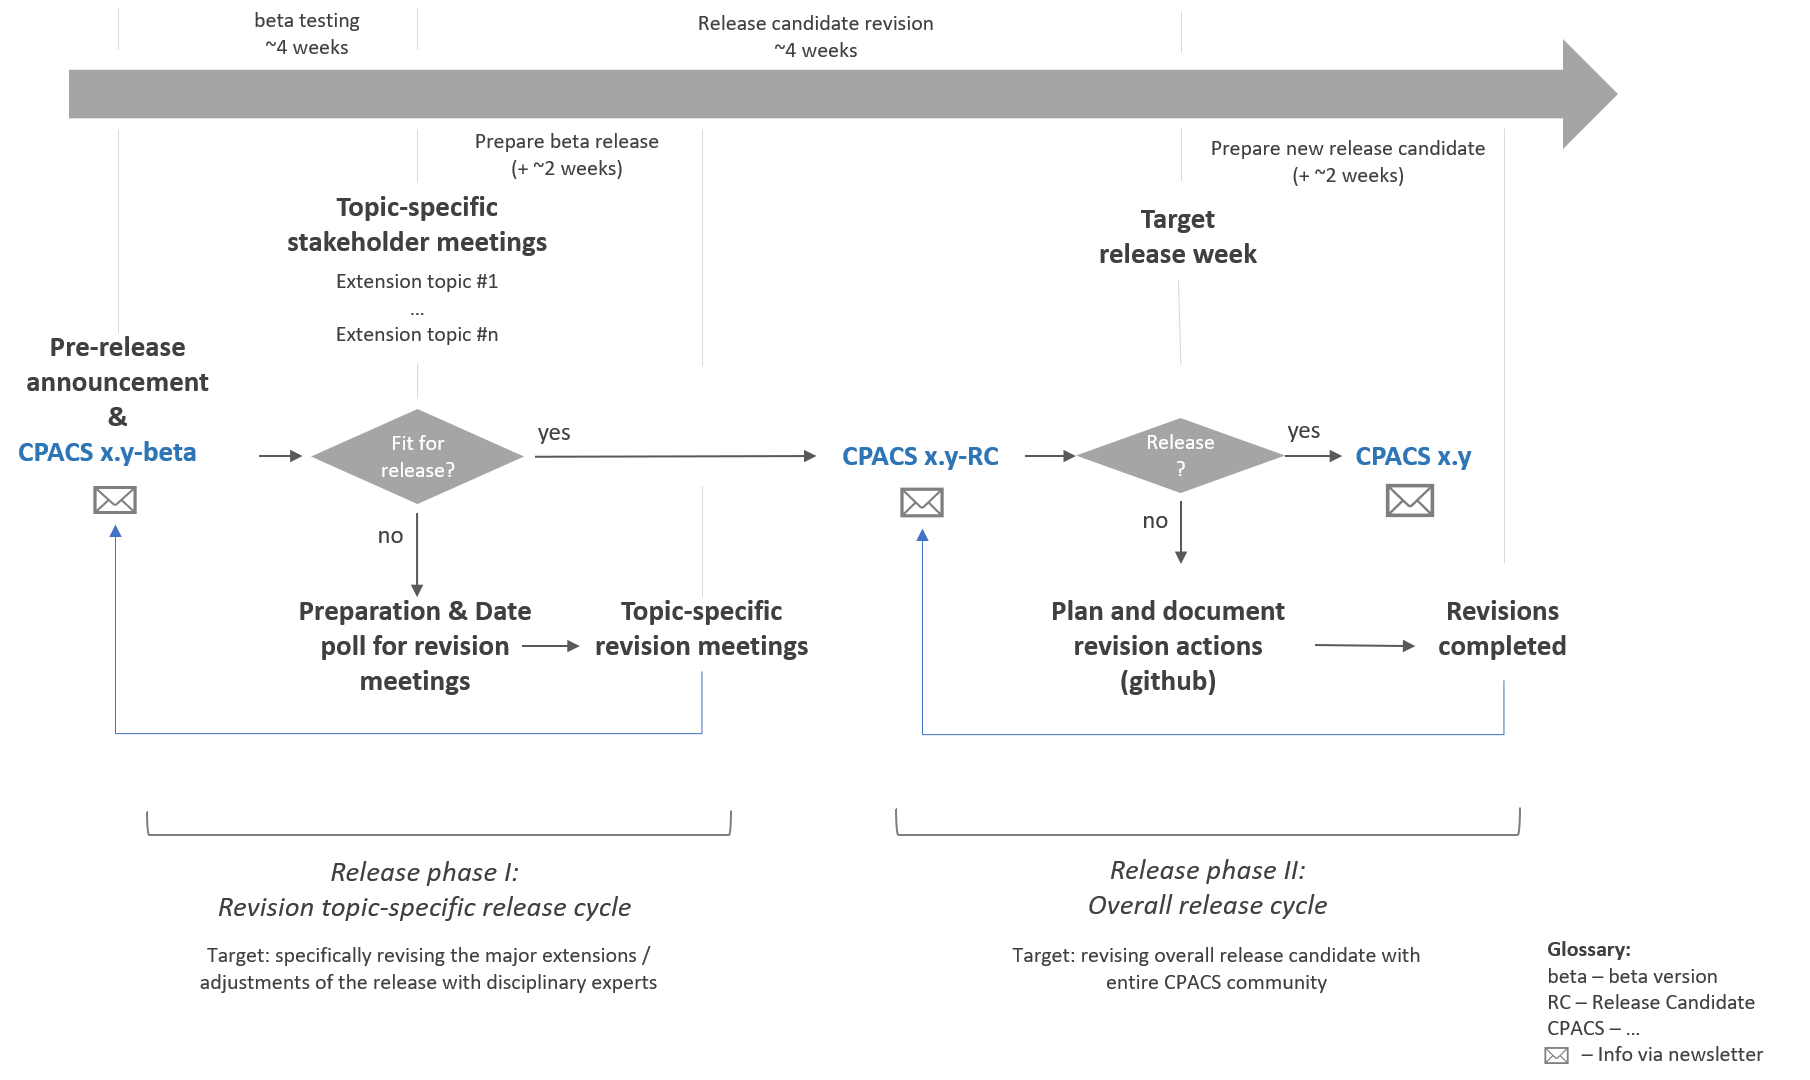 beta testing
~4 weeks
Release candidate revision
~4 weeks
Prepare beta release
(+ ~2 weeks)
Prepare new release candidate
(+ ~2 weeks)
Topic-specific
stakeholder meetings
Extension topic #1
...
Extension topic #n
Target
release week
Pre-release
announcement
&
CPACS x.y-beta
Fit for
release?
yes
no
CPACS x.y-RC
Release
?
yes
no
CPACS x.y
Preparation & Date
poll for revision
meetings
Topic-specific
revision meetings
Plan and document
revision actions
(github)
Revisions
completed
Release phase I:
Revision topic-specific release cycle
Target: specifically revising the major extensions /
adjustments of the release with disciplinary experts
Release phase II:
Overall release cycle
Target: revising overall release candidate with
entire CPACS community
Glossary:
beta – beta version
RC – Release Candidate
CPACS – ...
– Info via newsletter